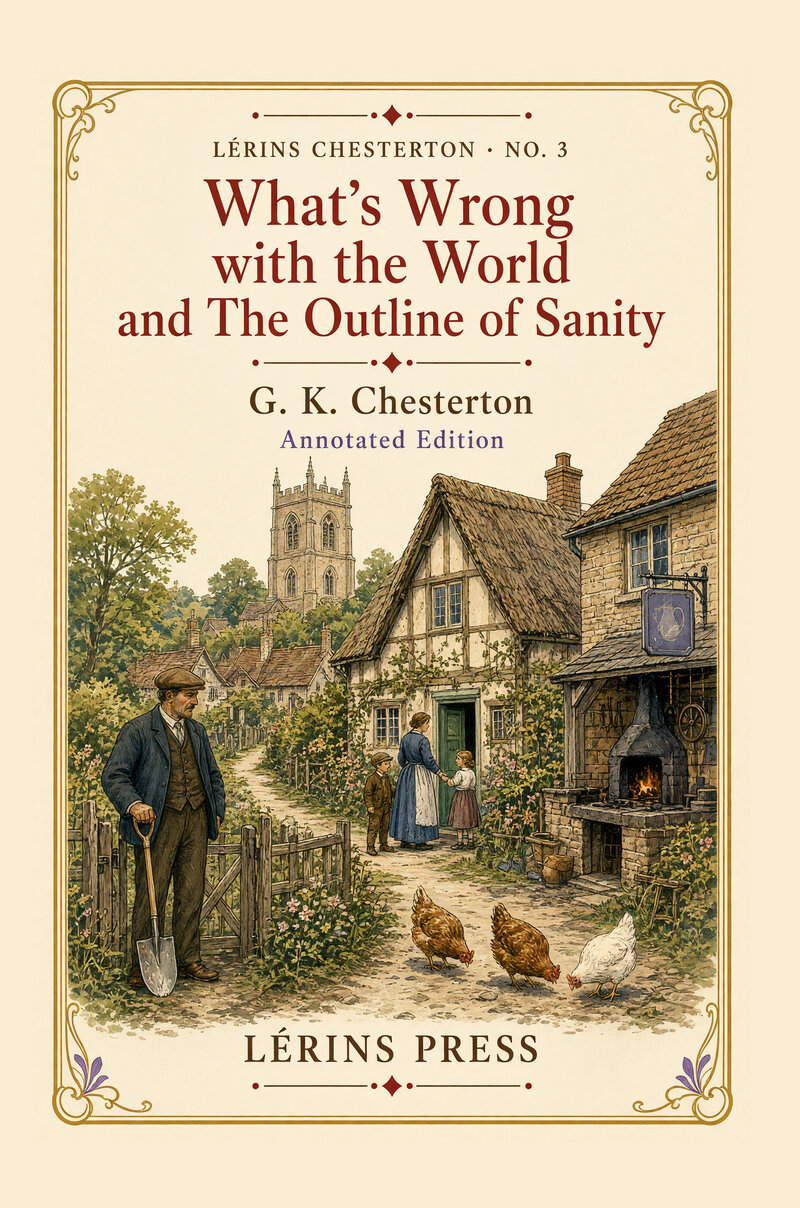 LÉRINS CHESTERTON · NO. 3
What's Wrong
with the World
and The Outline of Sanity
G. K. Chesterton
Annotated Edition
LÉRINS PRESS